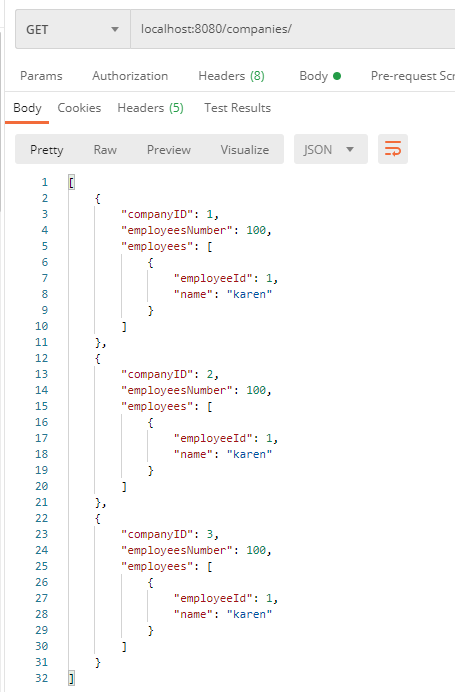 GET localhost:8080/companies/
Params Authorization Headers (8) Body Pre-request Scr
Body Cookies Headers (5) Test Results
Pretty Raw Preview Visualize JSON
1 [
2 {
3 "companyID": 1,
4 "employeesNumber": 100,
5 "employees": [
6 {
7 "employeeId": 1,
8 "name": "karen"
9 }
10 ]
11 },
12 {
13 "companyID": 2,
14 "employeesNumber": 100,
15 "employees": [
16 {
17 "employeeId": 1,
18 "name": "karen"
19 }
20 ]
21 },
22 {
23 "companyID": 3,
24 "employeesNumber": 100,
25 "employees": [
26 {
27 "employeeId": 1,
28 "name": "karen"
29 }
30 ]
31 }
32 ]